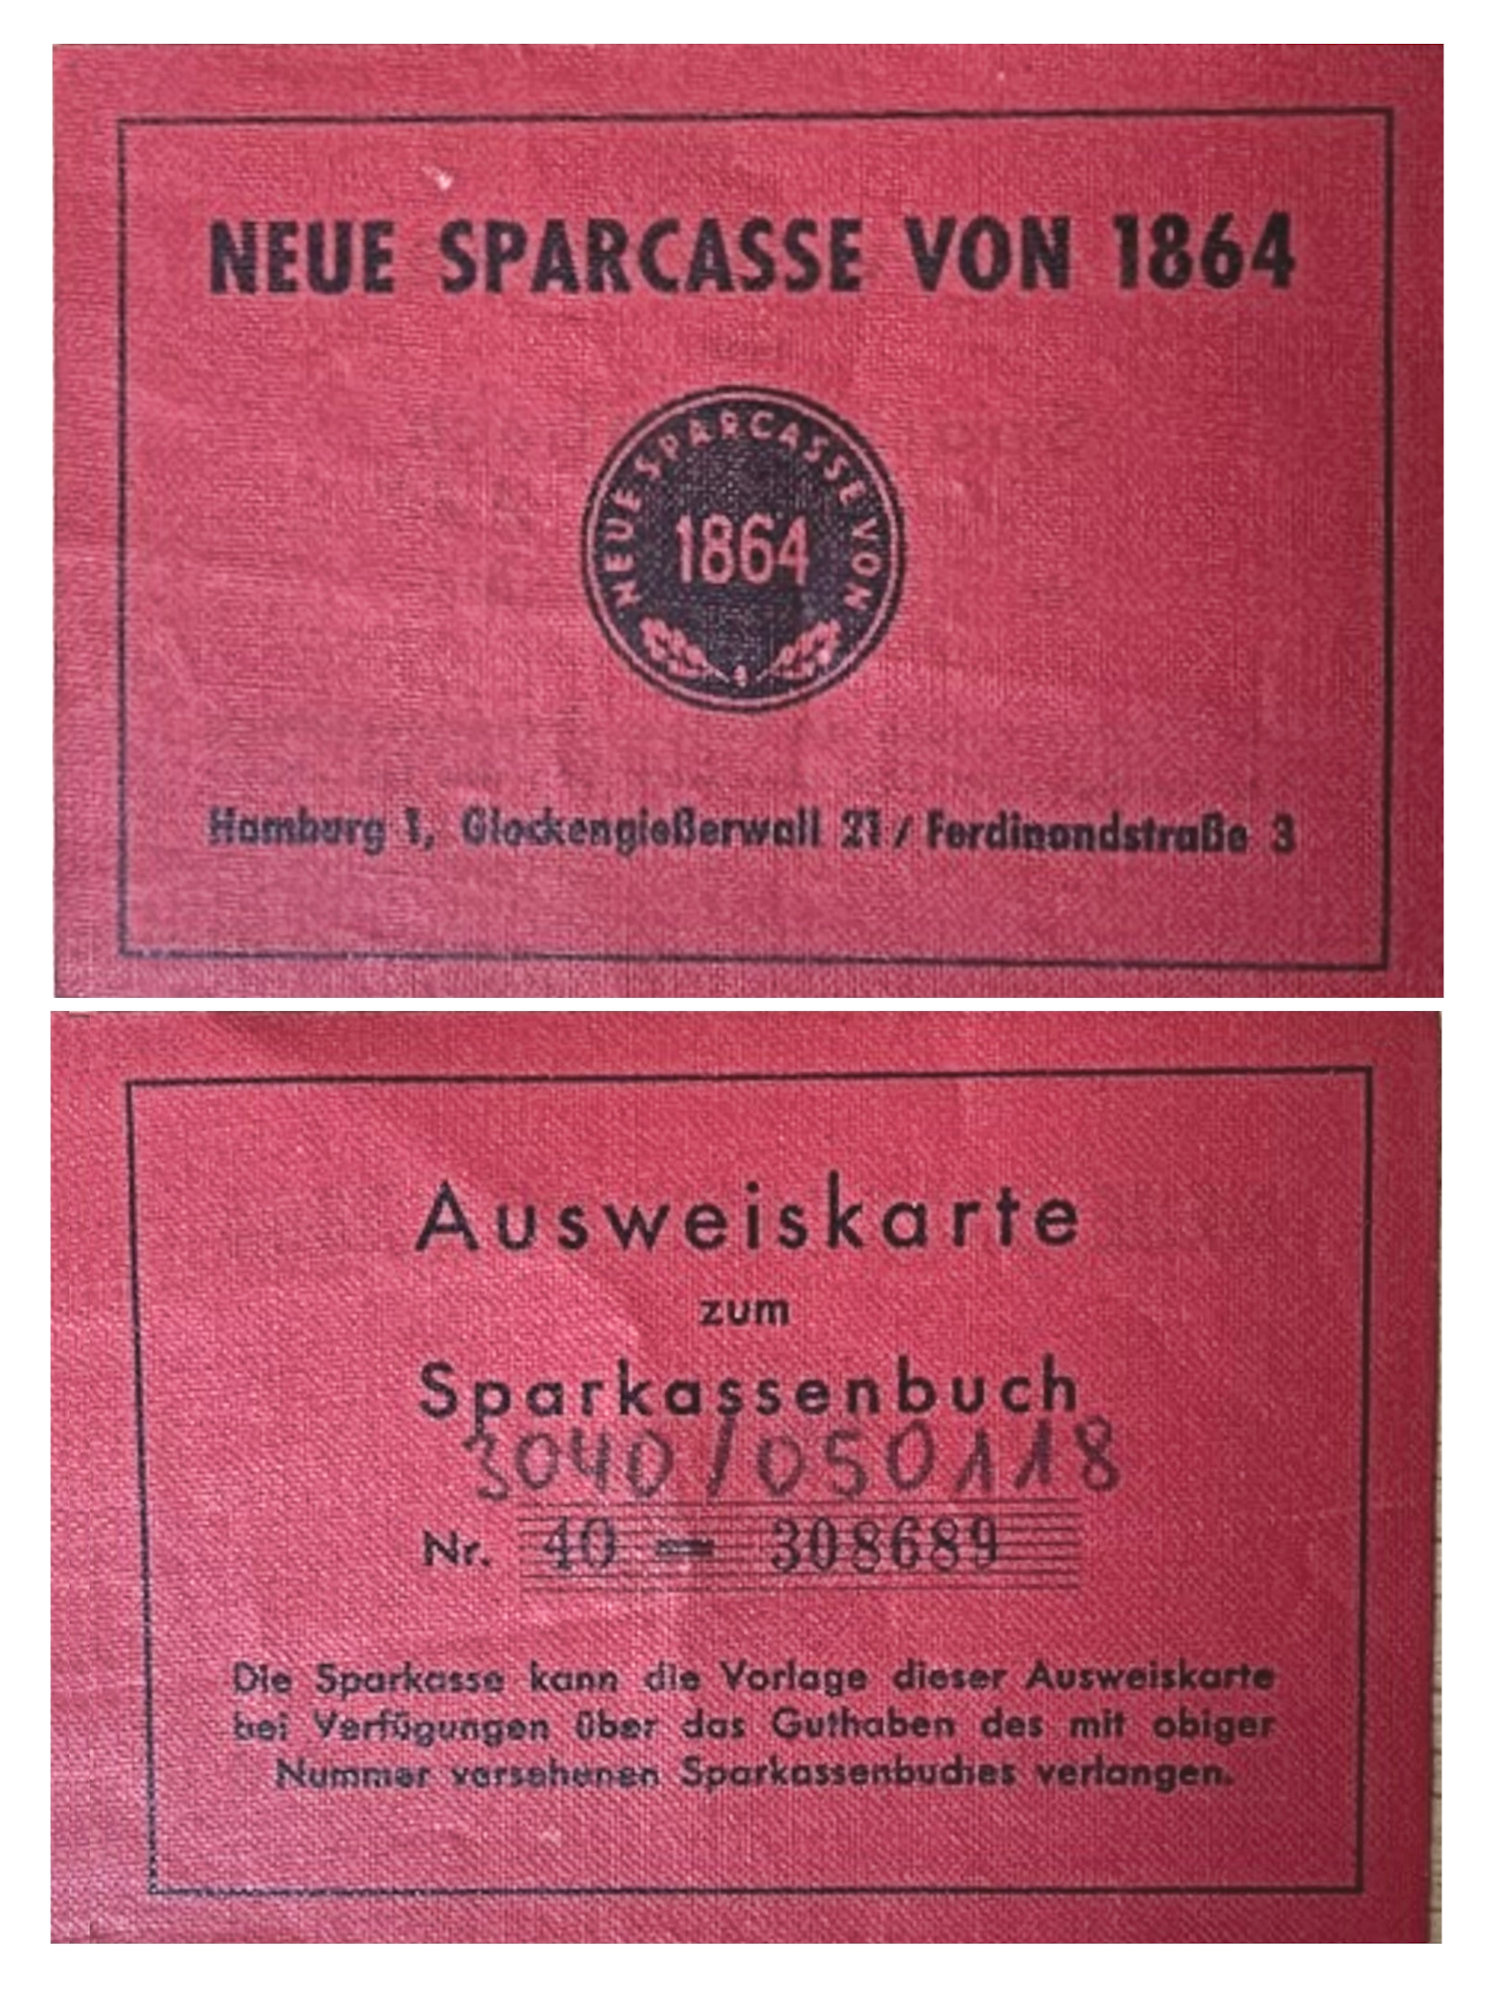 NEUE SPARCASSE VON 1864
NEUE SPARCASSE VON
1864
Hamburg 1, Glockengießerwall 21 / Ferdinandstraße 3
Ausweiskarte
zum
Sparkassenbuch
3040/050118
Nr. 40 — 308689
Die Sparkasse kann die Vorlage dieser Ausweiskarte
bei Verfügungen über das Guthaben des mit obiger
Nummer versehenen Sparkassenbuches verlangen.